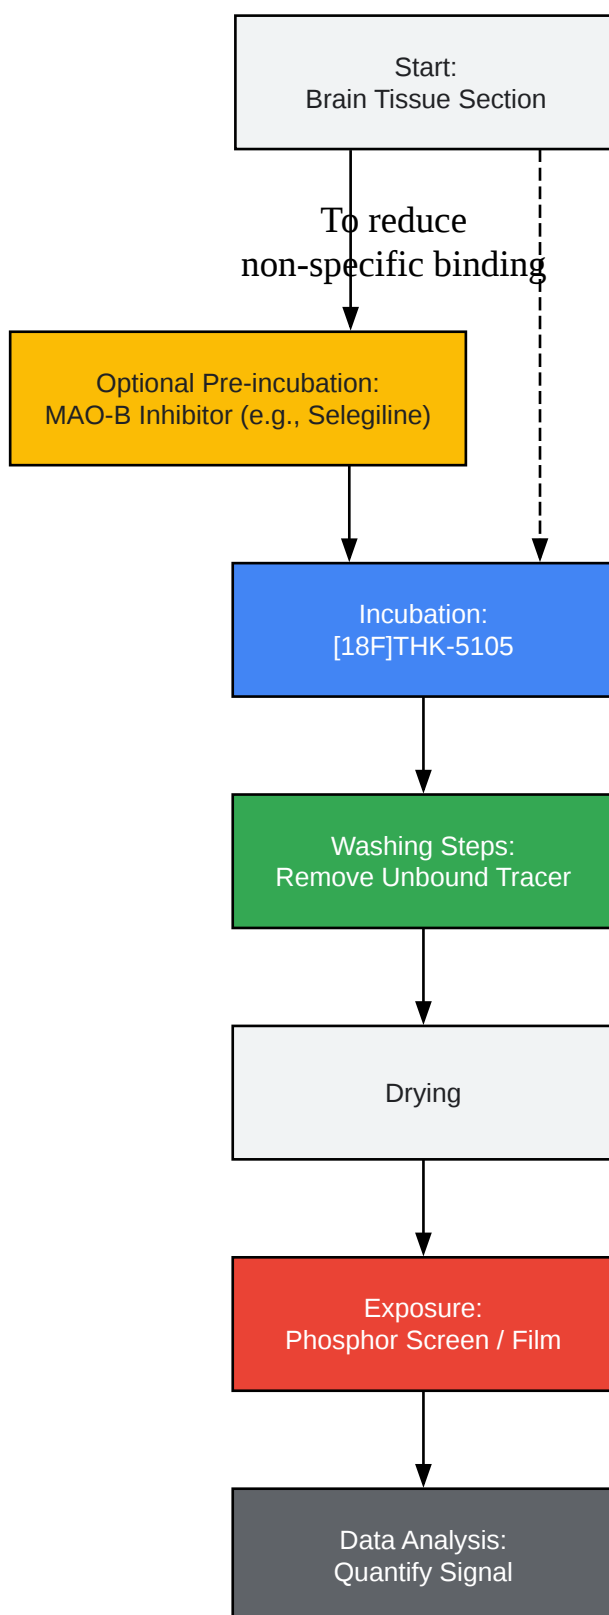 Start:
Brain Tissue Section
To reduce
non-specific binding
Optional Pre-incubation:
MAO-B Inhibitor (e.g., Selegiline)
Incubation:
[18F]THK-5105
Washing Steps:
Remove Unbound Tracer
Drying
Exposure:
Phosphor Screen / Film
Data Analysis:
Quantify Signal